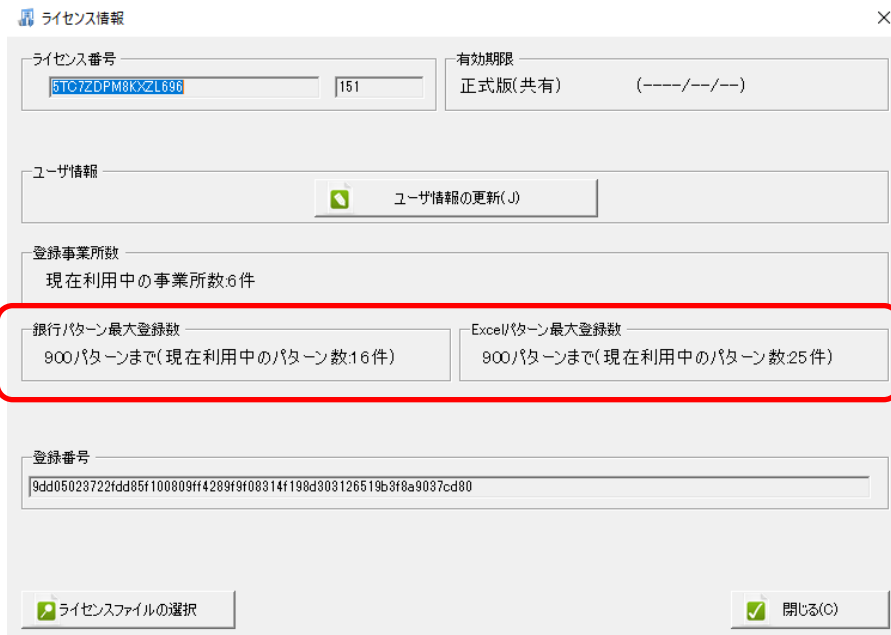 ライセンス情報
ライセンス番号
5TC7ZDPM8KXZL696 151
有効期限
正式版(共有) (----/--/--)
ユーザ情報
ユーザ情報の更新(J)
登録事業所数
現在利用中の事業所数:6件
銀行パターン最大登録数
900パターンまで(現在利用中のパターン数:16件)
Excelパターン最大登録数
900パターンまで(現在利用中のパターン数:25件)
登録番号
9dd05023722fdd85f100809ff4289f9f08314f198d303126519b3f8a9037cd80
ライセンスファイルの選択
閉じる(C)